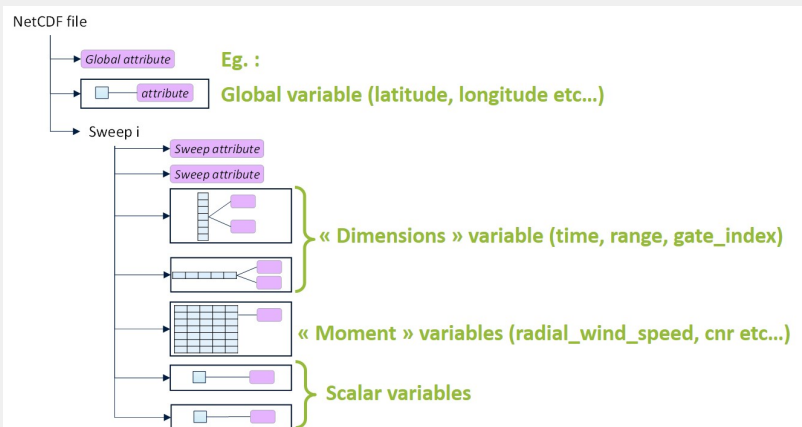 NetCDF file
Global attribute
Eg. :
attribute
Global variable (latitude, longitude etc...)
Sweep i
Sweep attribute
Sweep attribute
« Dimensions » variable (time, range, gate_index)
« Moment » variables (radial_wind_speed, cnr etc...)
Scalar variables